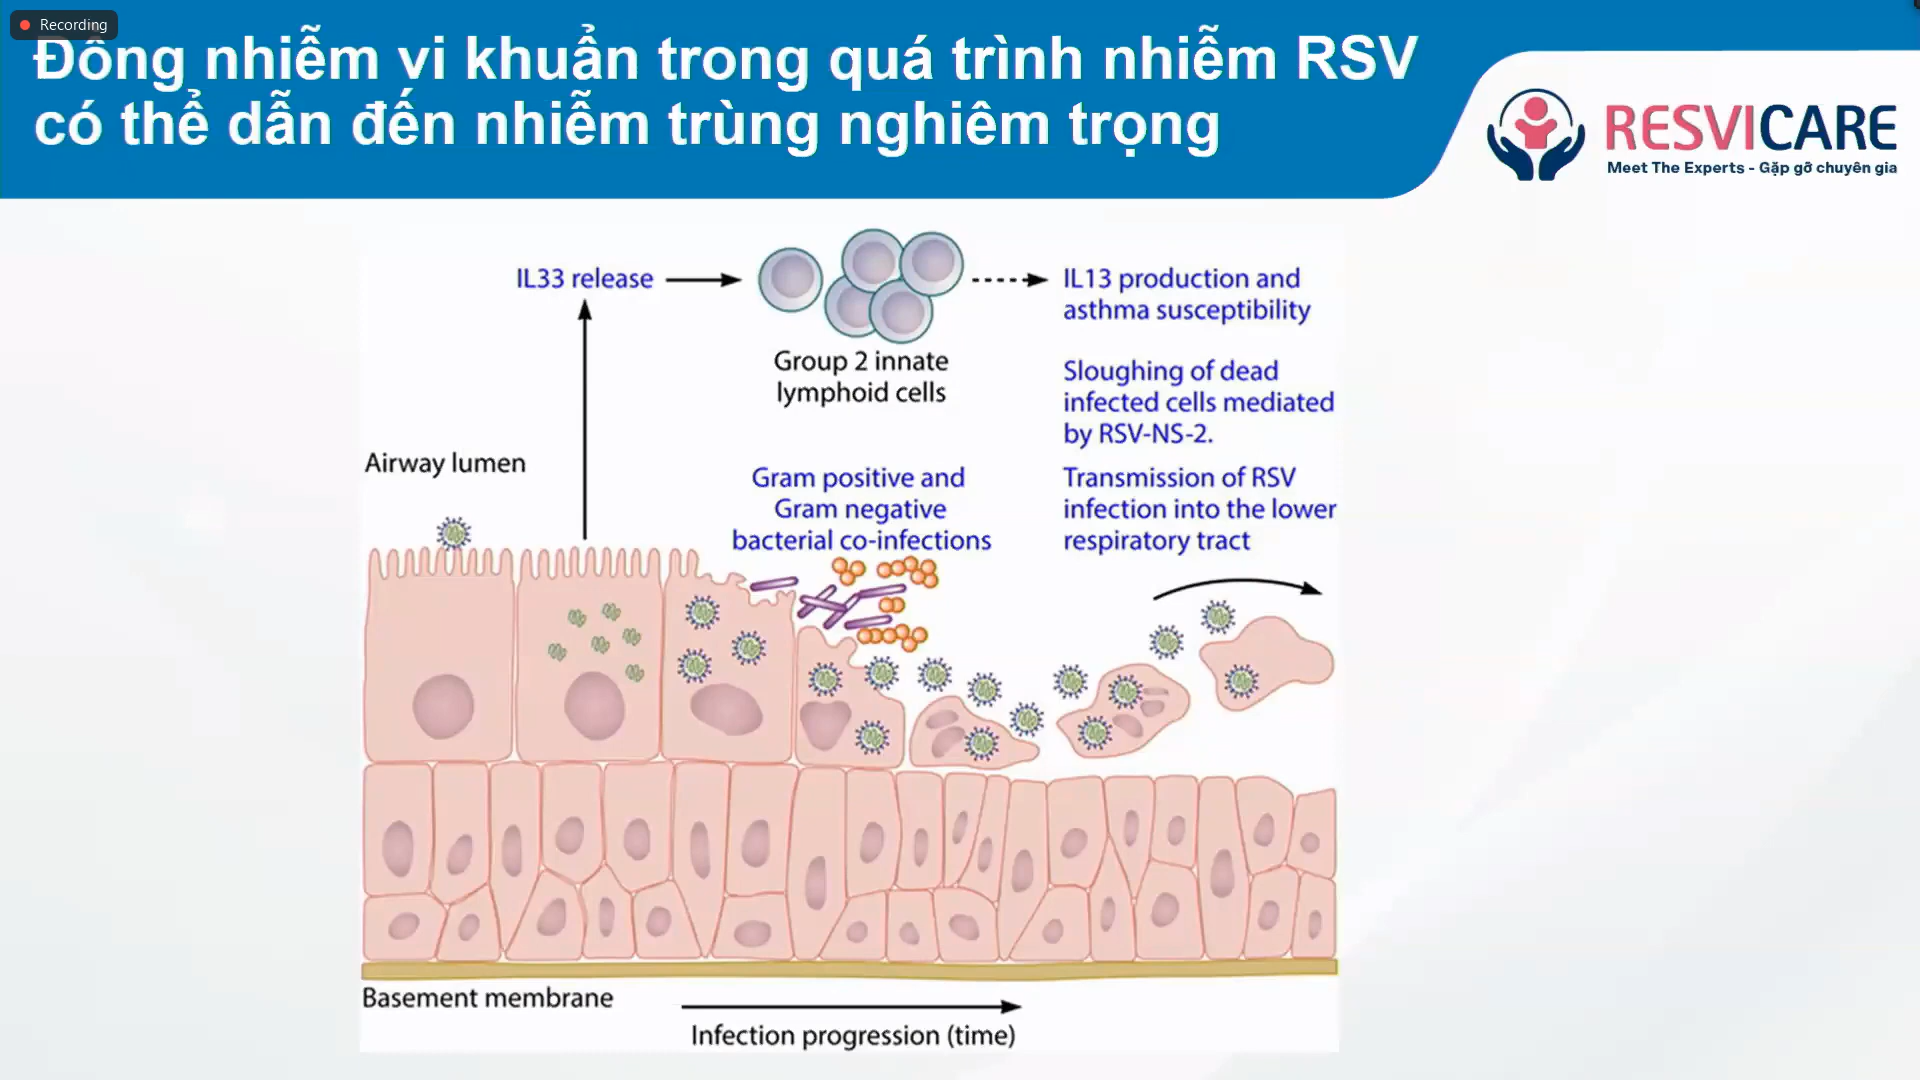 Recording
Đồng nhiễm vi khuẩn trong quá trình nhiễm RSV
có thể dẫn đến nhiễm trùng nghiêm trọng
RESVICARE
Meet The Experts - Gặp gỡ chuyên gia
IL33 release
Group 2 innate
lymphoid cells
IL13 production and
asthma susceptibility
Sloughing of dead
infected cells mediated
by RSV-NS-2.
Airway lumen
Gram positive and
Gram negative
bacterial co-infections
Transmission of RSV
infection into the lower
respiratory tract
Basement membrane
Infection progression (time)